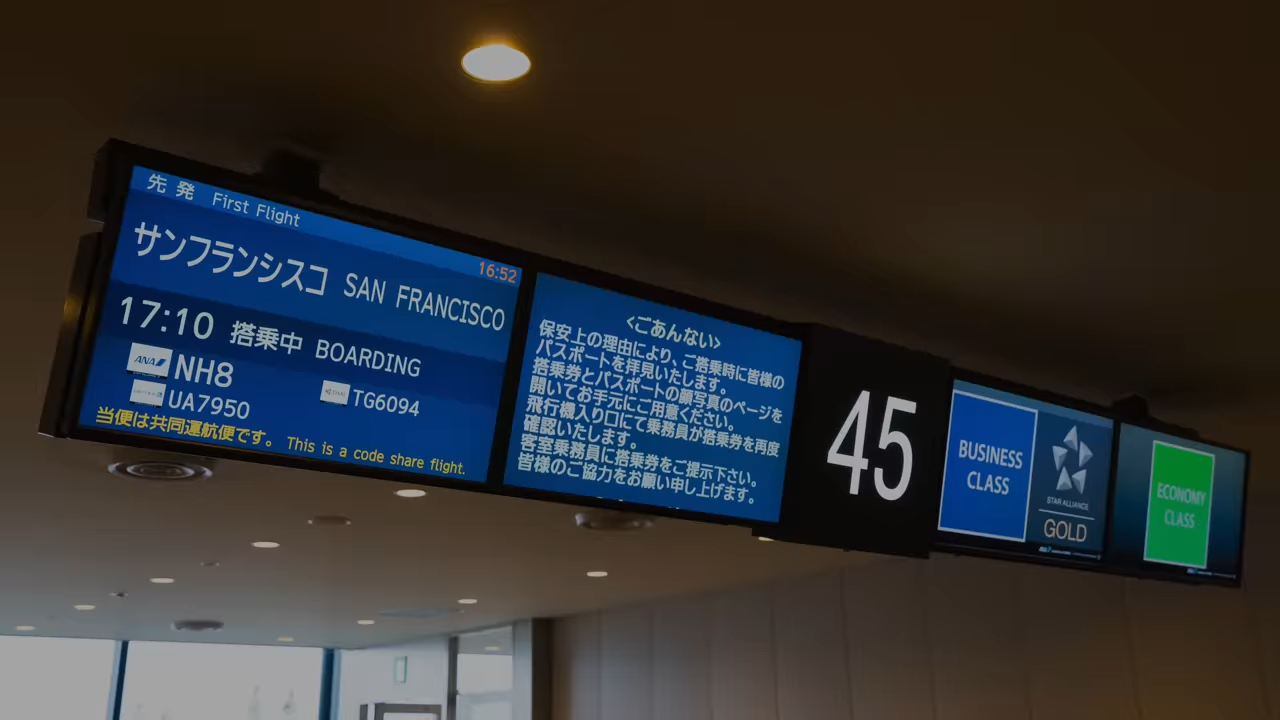 先発 First Flight
16:52
サンフランシスコ SAN FRANCISCO
17:10 搭乗中 BOARDING
ANA NH8
UA7950 TG6094
当便は共同運航便です。 This is a code share flight.
<ごあんない>
保安上の理由により、ご搭乗時に皆様の
パスポートを拝見いたします。
搭乗券とパスポートの顔写真のページを
開いてお手元にご用意ください。
飛行機入り口にて乗務員が搭乗券を再度
確認いたします。
客室乗務員に搭乗券をご提示下さい。
皆様のご協力をお願い申し上げます。
45
BUSINESS
CLASS
STAR ALLIANCE
GOLD
ECONOMY
CLASS